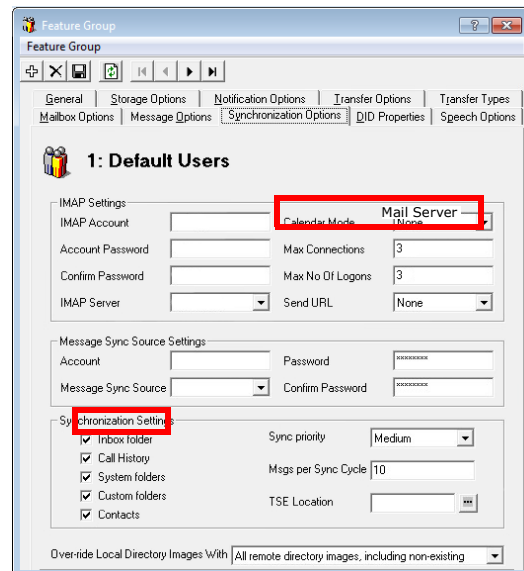 Feature Group
Feature Group
General Storage Options Notification Options Transfer Options Transfer Types
Mailbox Options Message Options Synchronization Options DID Properties Speech Options
1: Default Users
IMAP Settings
IMAP Account Calendar Mode None Mail Server
Account Password Max Connections 3
Confirm Password Max No Of Logons 3
IMAP Server Send URL None
Message Sync Source Settings
Account Password xxxxxxxx
Message Sync Source Confirm Password xxxxxxxx
Synchronization Settings
Inbox folder Sync priority Medium
Call History
Msgs per Sync Cycle 10
System folders
Custom folders TSE Location ...
Contacts
Over-ride Local Directory Images With All remote directory images, including non-existing